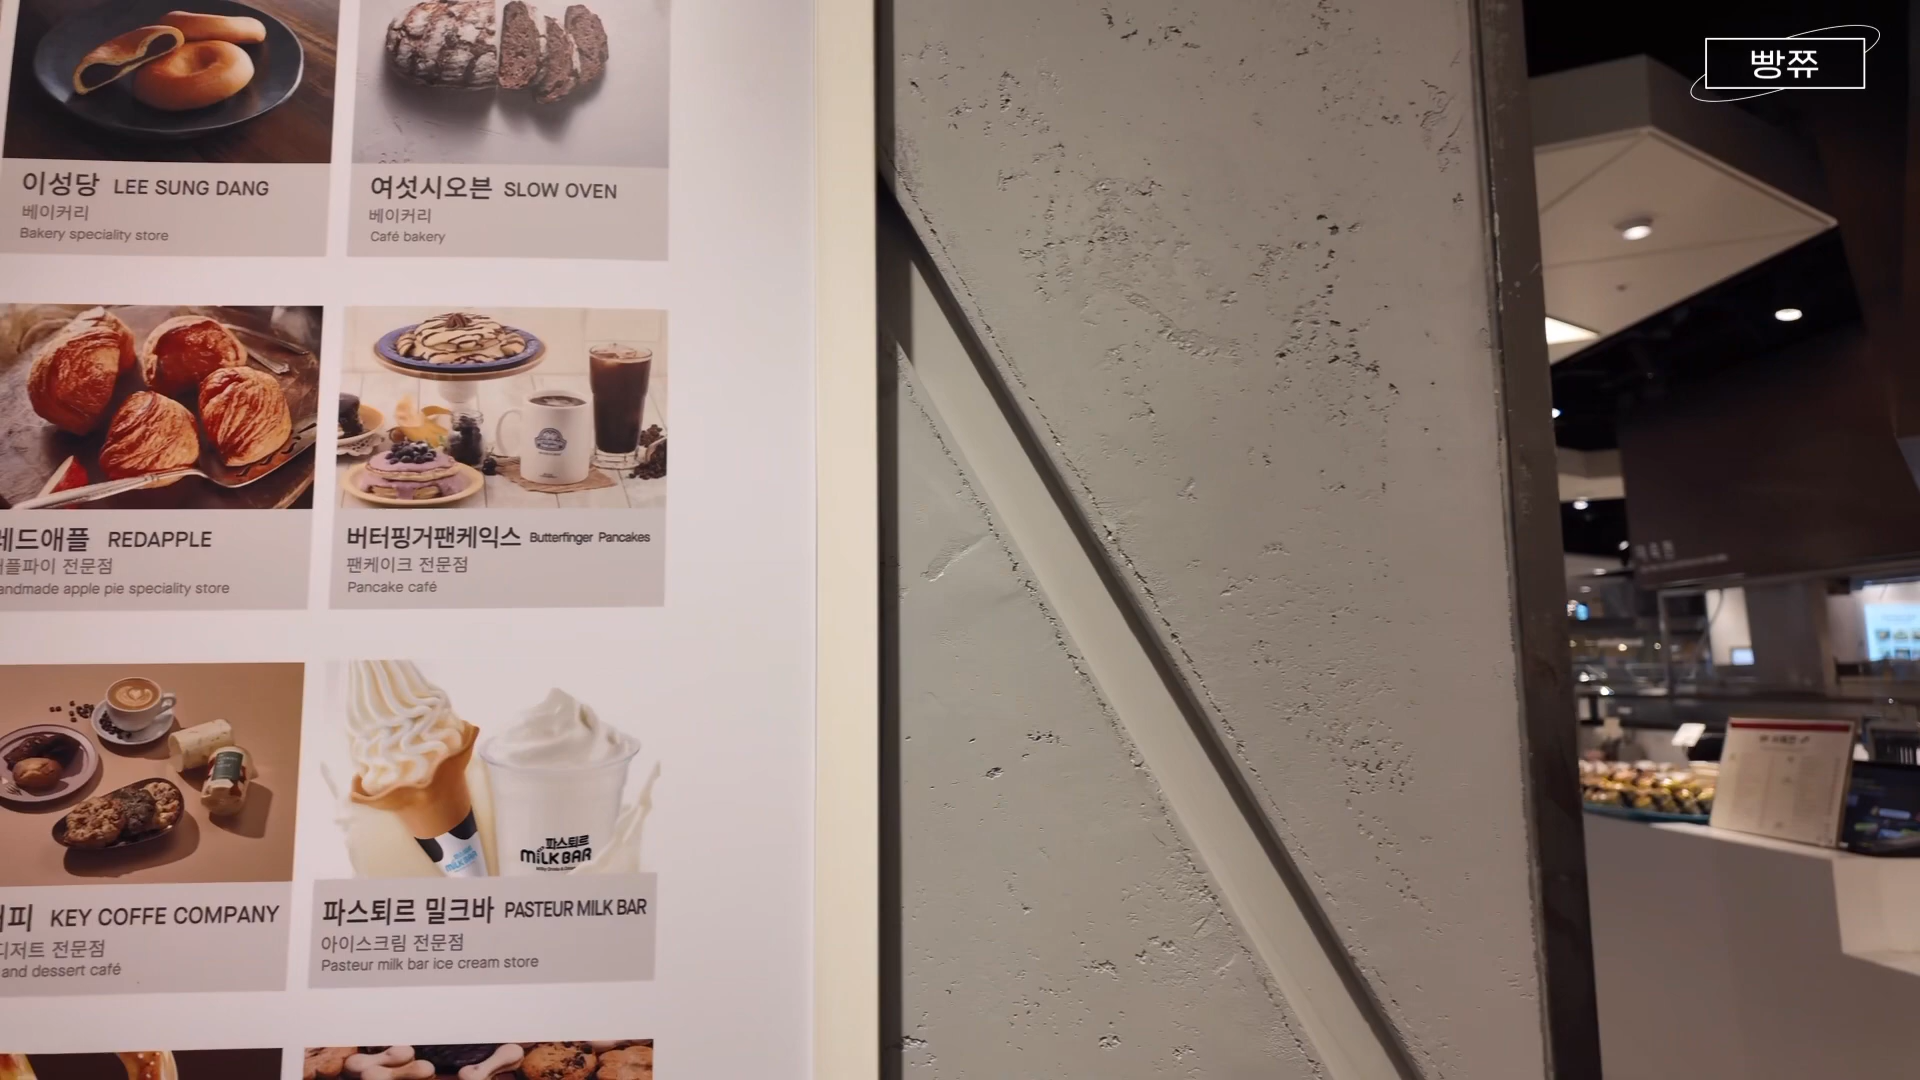 빵쮸
이성당 LEE SUNG DANG
베이커리
Bakery speciality store
여섯시오븐 SLOW OVEN
베이커리
Café bakery
레드애플 REDAPPLE
애플파이 전문점
andmade apple pie speciality store
버터핑거팬케익스 Butterfinger Pancakes
팬케이크 전문점
Pancake café
피 KEY COFFE COMPANY
디저트 전문점
and dessert café
파스퇴르
MiLK BAR
파스퇴르 밀크바 PASTEUR MILK BAR
아이스크림 전문점
Pasteur milk bar ice cream store